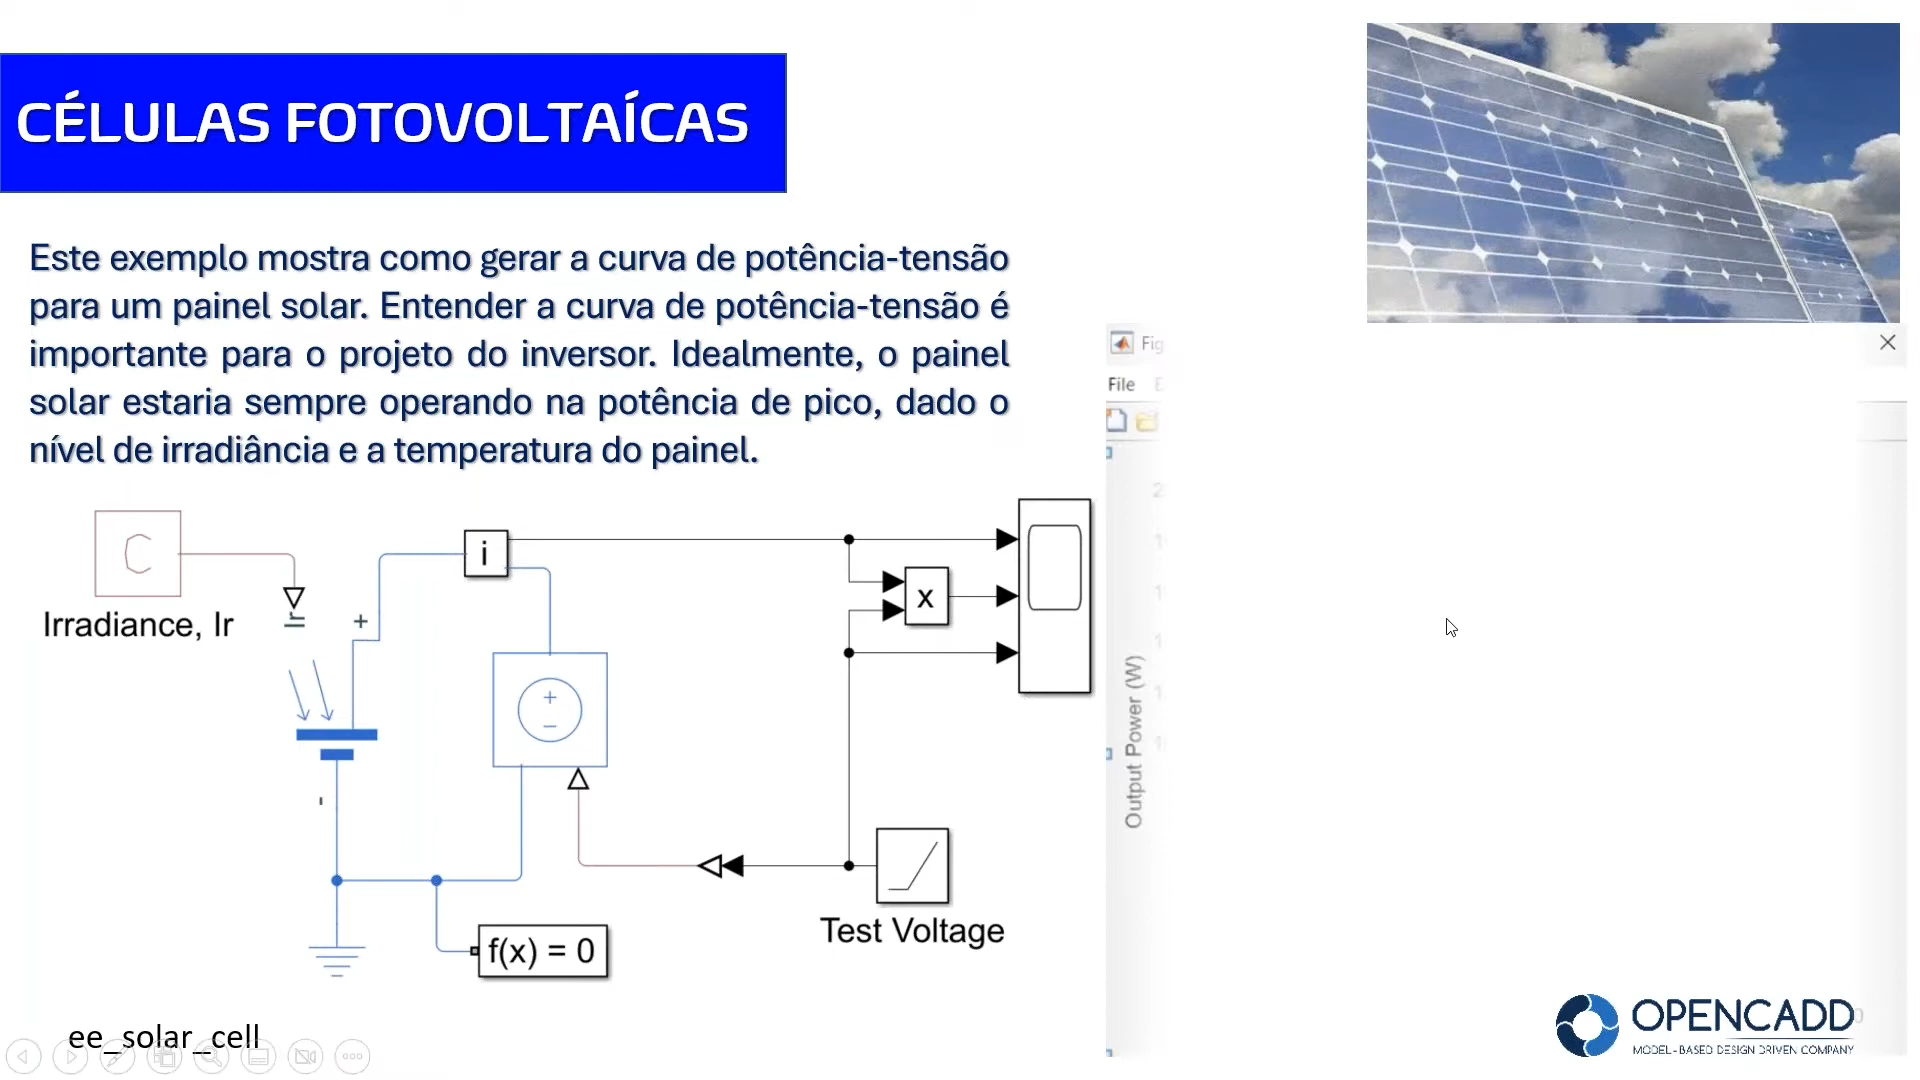 CÉLULAS FOTOVOLTAÍCAS
Este exemplo mostra como gerar a curva de potência-tensão
para um painel solar. Entender a curva de potência-tensão é
importante para o projeto do inversor. Idealmente, o painel
solar estaria sempre operando na potência de pico, dado o
nível de irradiância e a temperatura do painel.
C
Irradiance, Ir
Ir
+
-
i
+
−
x
Test Voltage
f(x) = 0
ee_solar_cell
Fig
File
Output Power (W)
OPENCADD
MODEL-BASED DESIGN DRIVEN COMPANY